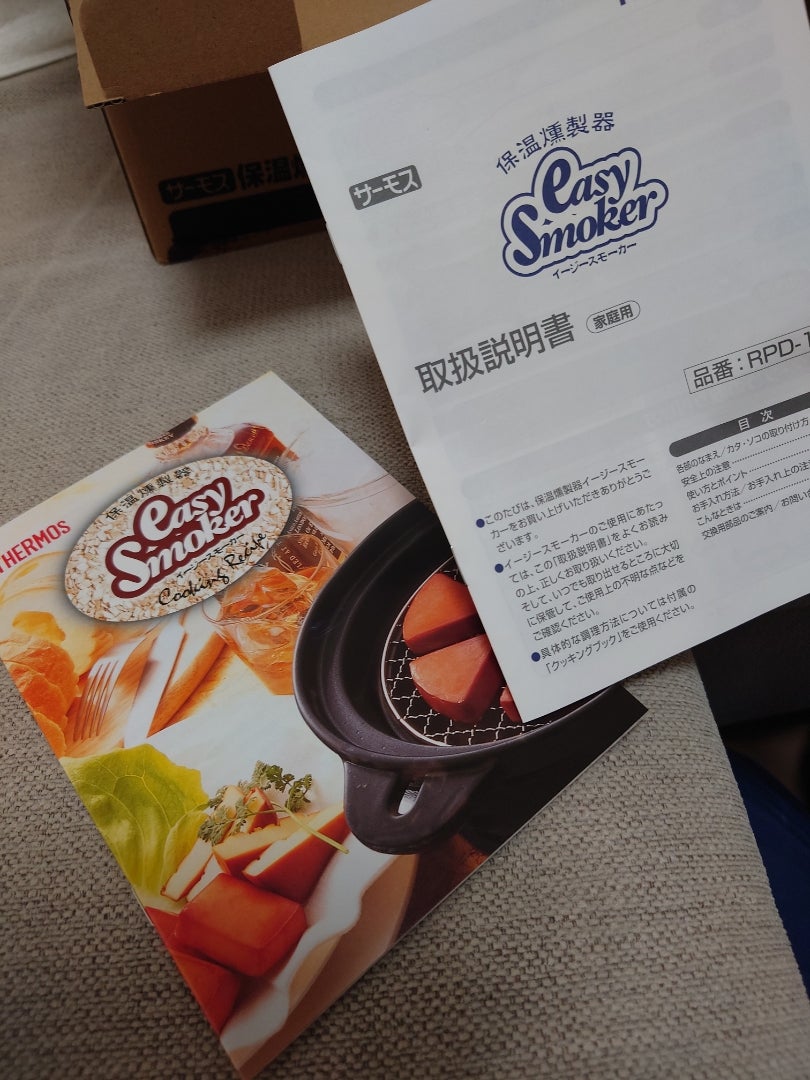 サーモス 保温燻
保温燻製器
サーモス
easy
Smoker
イージースモーカー
取扱説明書 家庭用
品番:RPD-1
目 次
各部のなまえ/カタ・ソコの取り付け方
安全上の注意
使い方とポイント
お手入れ方法/お手入れ上の注
こんなときは
交換用部品のご案内/お問い
●このたびは、保温燻製器イージースモー
カーをお買い上げいただきありがとうご
ざいます。
●イージースモーカーのご使用にあたっ
ては、この「取扱説明書」をよくお読み
の上、正しくお取り扱いください。
そして、いつでも取り出せるところに大切
に保管して、ご使用上の不明な点などを
ご確認ください。
●具体的な調理方法については付属の
「クッキングブック」をご使用ください。
THERMOS
保温燻製器
easy
Smoker
イージースモーカー
Cooking Recipe